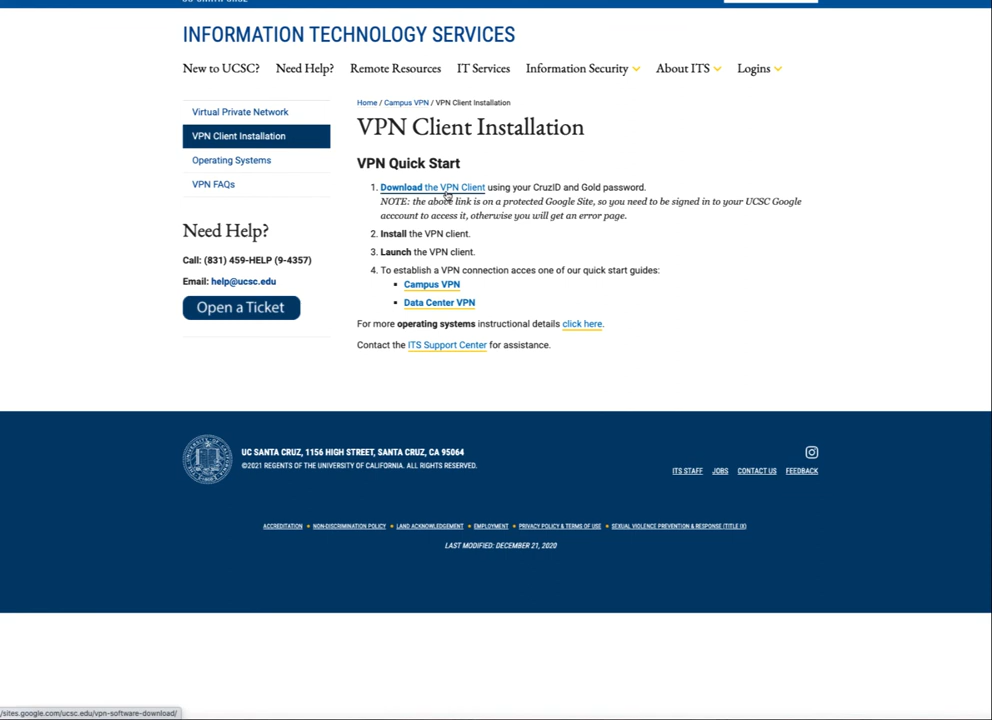 INFORMATION TECHNOLOGY SERVICES
New to UCSC? Need Help? Remote Resources IT Services Information Security About ITS Logins
Virtual Private Network
VPN Client Installation
Operating Systems
VPN FAQs
Need Help?
Call: (831) 459-HELP (9-4357)
Email: help@ucsc.edu
Open a Ticket
Home / Campus VPN / VPN Client Installation
VPN Client Installation
VPN Quick Start
1. Download the VPN Client using your CruzID and Gold password.
NOTE: the above link is on a protected Google Site, so you need to be signed in to your UCSC Google
acccount to access it, otherwise you will get an error page.
2. Install the VPN client.
3. Launch the VPN client.
4. To establish a VPN connection acces one of our quick start guides:
▪ Campus VPN
▪ Data Center VPN
For more operating systems instructional details click here.
Contact the ITS Support Center for assistance.
UC SANTA CRUZ, 1156 HIGH STREET, SANTA CRUZ, CA 95064
©2021 REGENTS OF THE UNIVERSITY OF CALIFORNIA. ALL RIGHTS RESERVED.
ITS STAFF JOBS CONTACT US FEEDBACK
ACCREDITATION • NON-DISCRIMINATION POLICY • LAND ACKNOWLEDGEMENT • EMPLOYMENT • PRIVACY POLICY & TERMS OF USE • SEXUAL VIOLENCE PREVENTION & RESPONSE (TITLE IX)
LAST MODIFIED: DECEMBER 21, 2020
/sites.google.com/ucsc.edu/vpn-software-download/